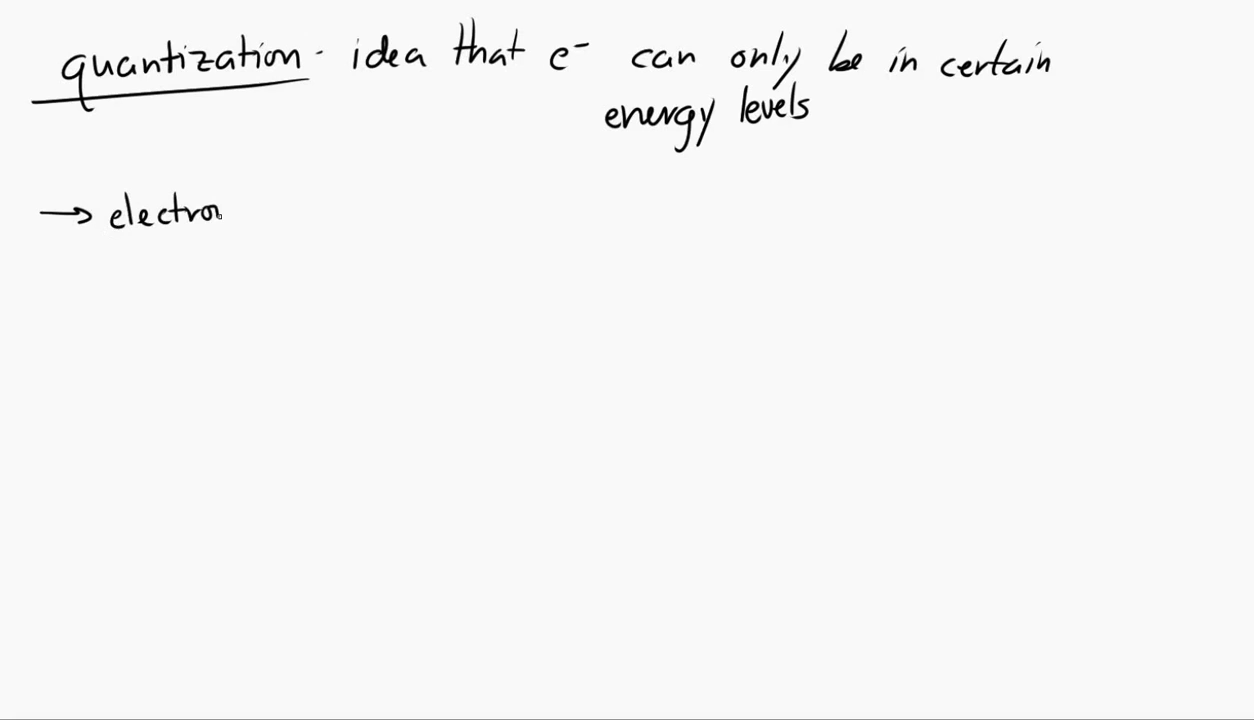 quantization - idea that e⁻ can only be in certain
energy levels
→ electron